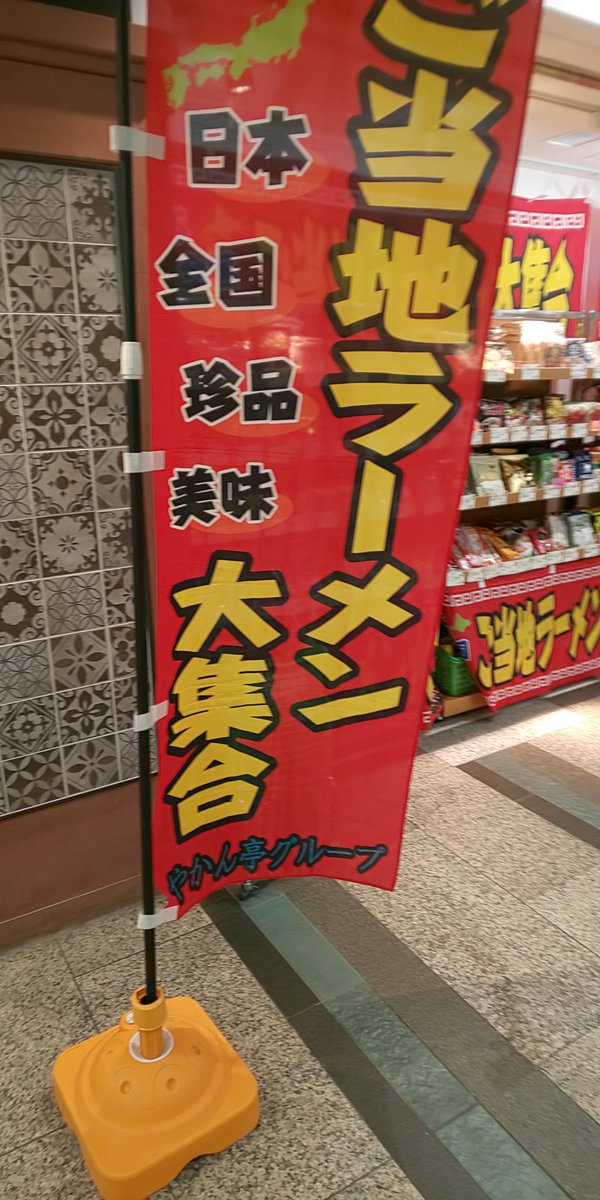 ご当地ラーメン
日本
全国
珍品
美味
大集合
やかん亭グループ
大集合
ご当地ラーメン